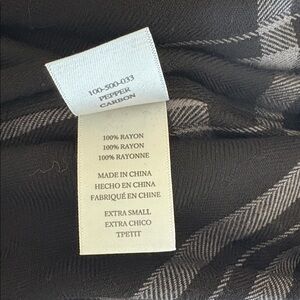 100-500-033
PEPPER
CARBON
100% RAYON
100% RAYON
100% RAYONNE
MADE IN CHINA
HECHO EN CHINA
FABRIQUÉ EN CHINE
EXTRA SMALL
EXTRA CHICO
TPETIT